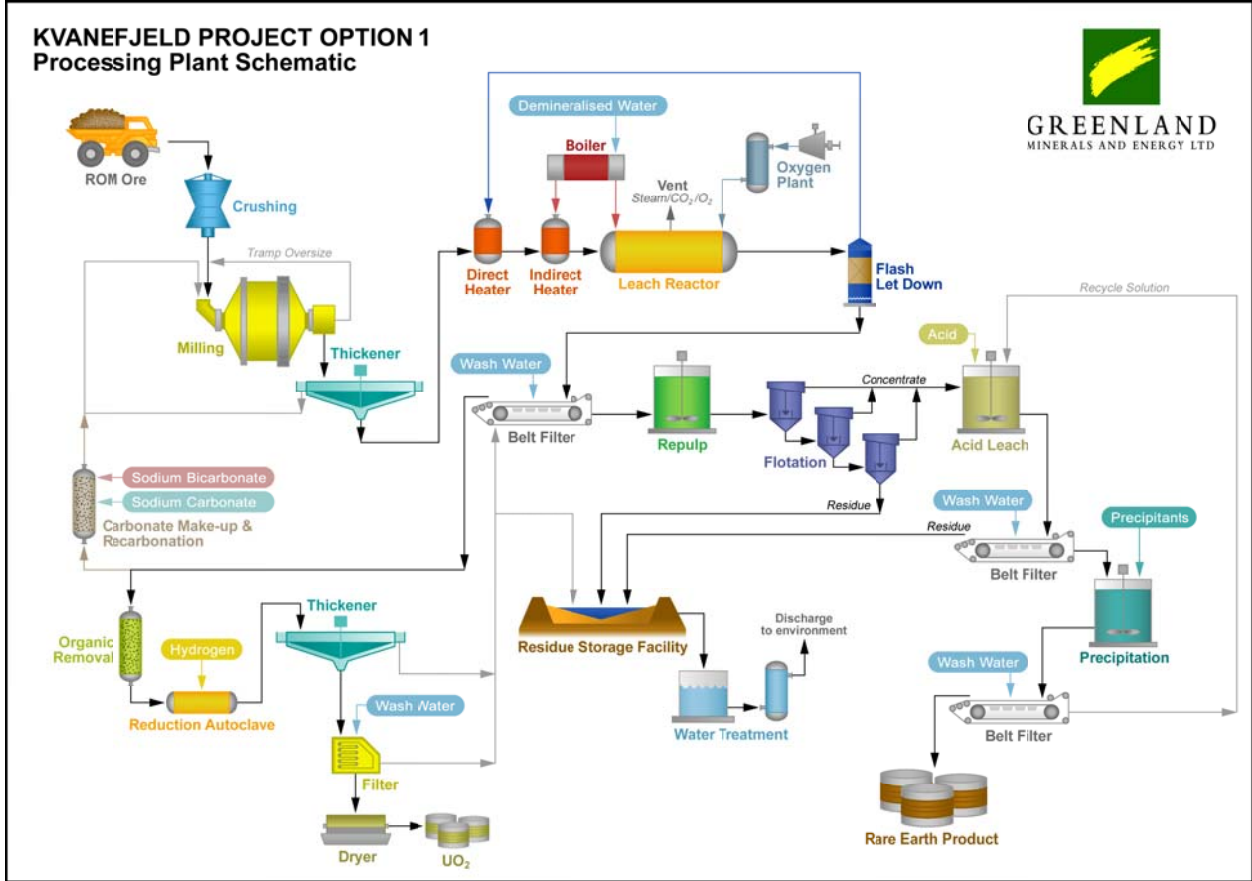 KVANEFJELD PROJECT OPTION 1
Processing Plant Schematic
GREENLAND
MINERALS AND ENERGY LTD
ROM Ore
Crushing
Tramp Oversize
Milling
Thickener
Demineralised Water
Boiler
Vent
Steam/CO2/O2
Oxygen
Plant
Direct
Heater
Indirect
Heater
Leach Reactor
Flash
Let Down
Recycle Solution
Wash Water
Belt Filter
Repulp
Flotation
Concentrate
Residue
Acid
Acid Leach
Sodium Bicarbonate
Sodium Carbonate
Carbonate Make-up &
Recarbonation
Wash Water
Residue
Belt Filter
Precipitants
Precipitation
Organic
Removal
Hydrogen
Reduction Autoclave
Thickener
Wash Water
Filter
Dryer
UO2
Residue Storage Facility
Discharge
to environment
Water Treatment
Wash Water
Belt Filter
Rare Earth Product